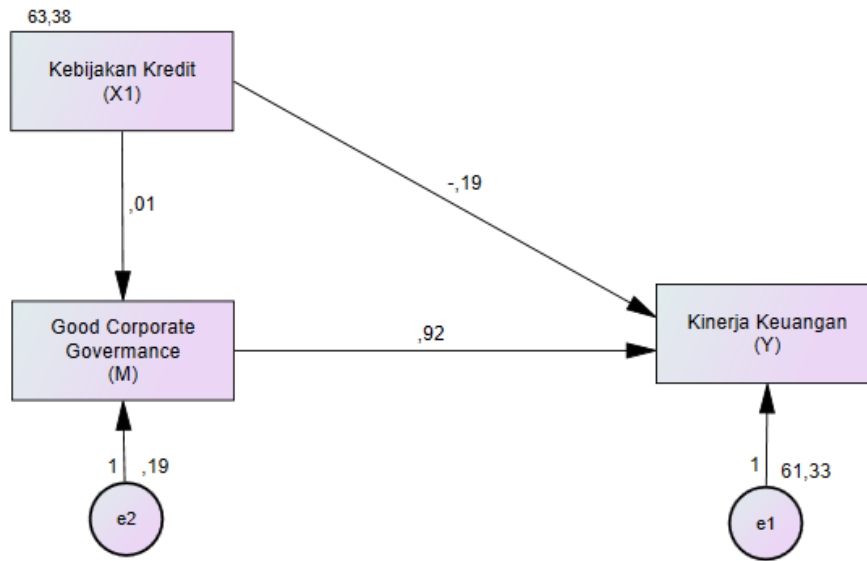 63,38
Kebijakan Kredit
(X1)
-,19
,01
Good Corporate
Govermance
(M)
,92
Kinerja Keuangan
(Y)
1
,19
1
61,33
e2
e1